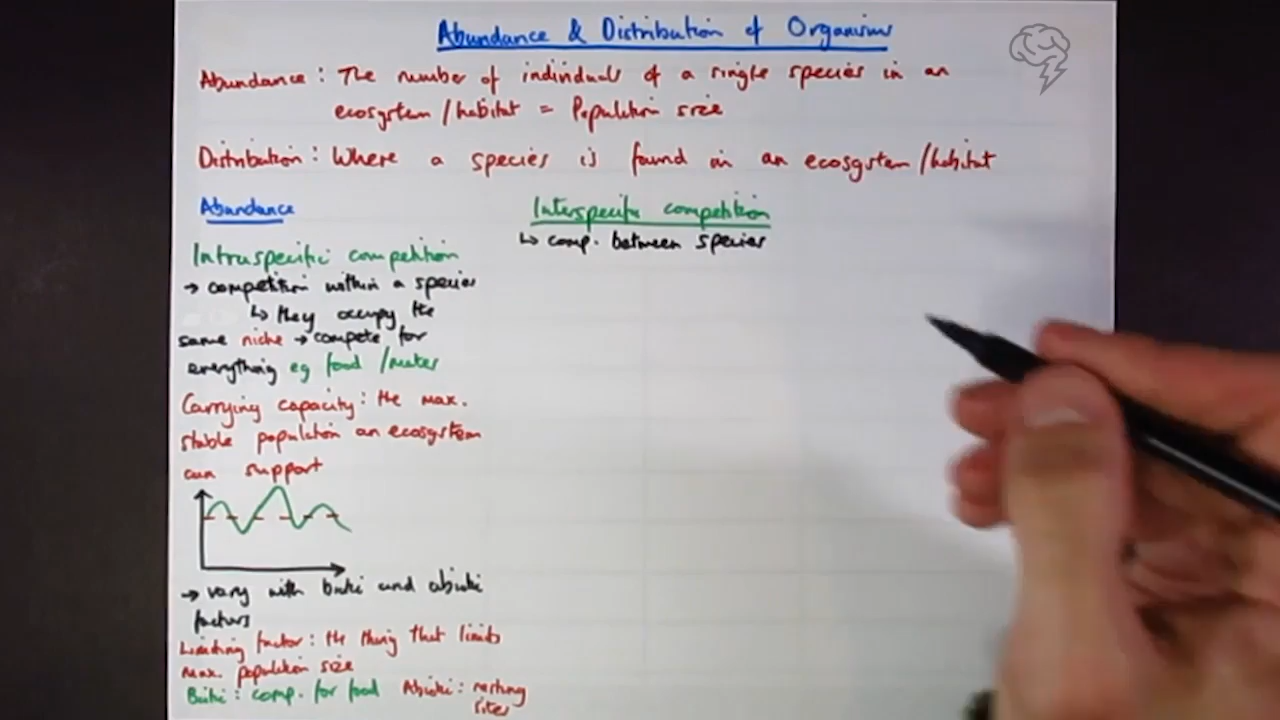 Abundance & Distribution of Organisms
Abundance: The number of individuals of a single species in an
ecosystem/habitat = Population size
Distribution: Where a species is found in an ecosystem/habitat
Abundance
Intraspecific competition
→ competition within a species
↳ they occupy the
same niche → compete for
everything eg food /mates
Carrying capacity: the max.
stable population an ecosystem
can support
→ vary with biotic and abiotic
factors
Limiting factor: the thing that limits
max. population size
Biotic: comp. for food Abiotic: nesting
sites
Interspecific competition
↳ comp. between species